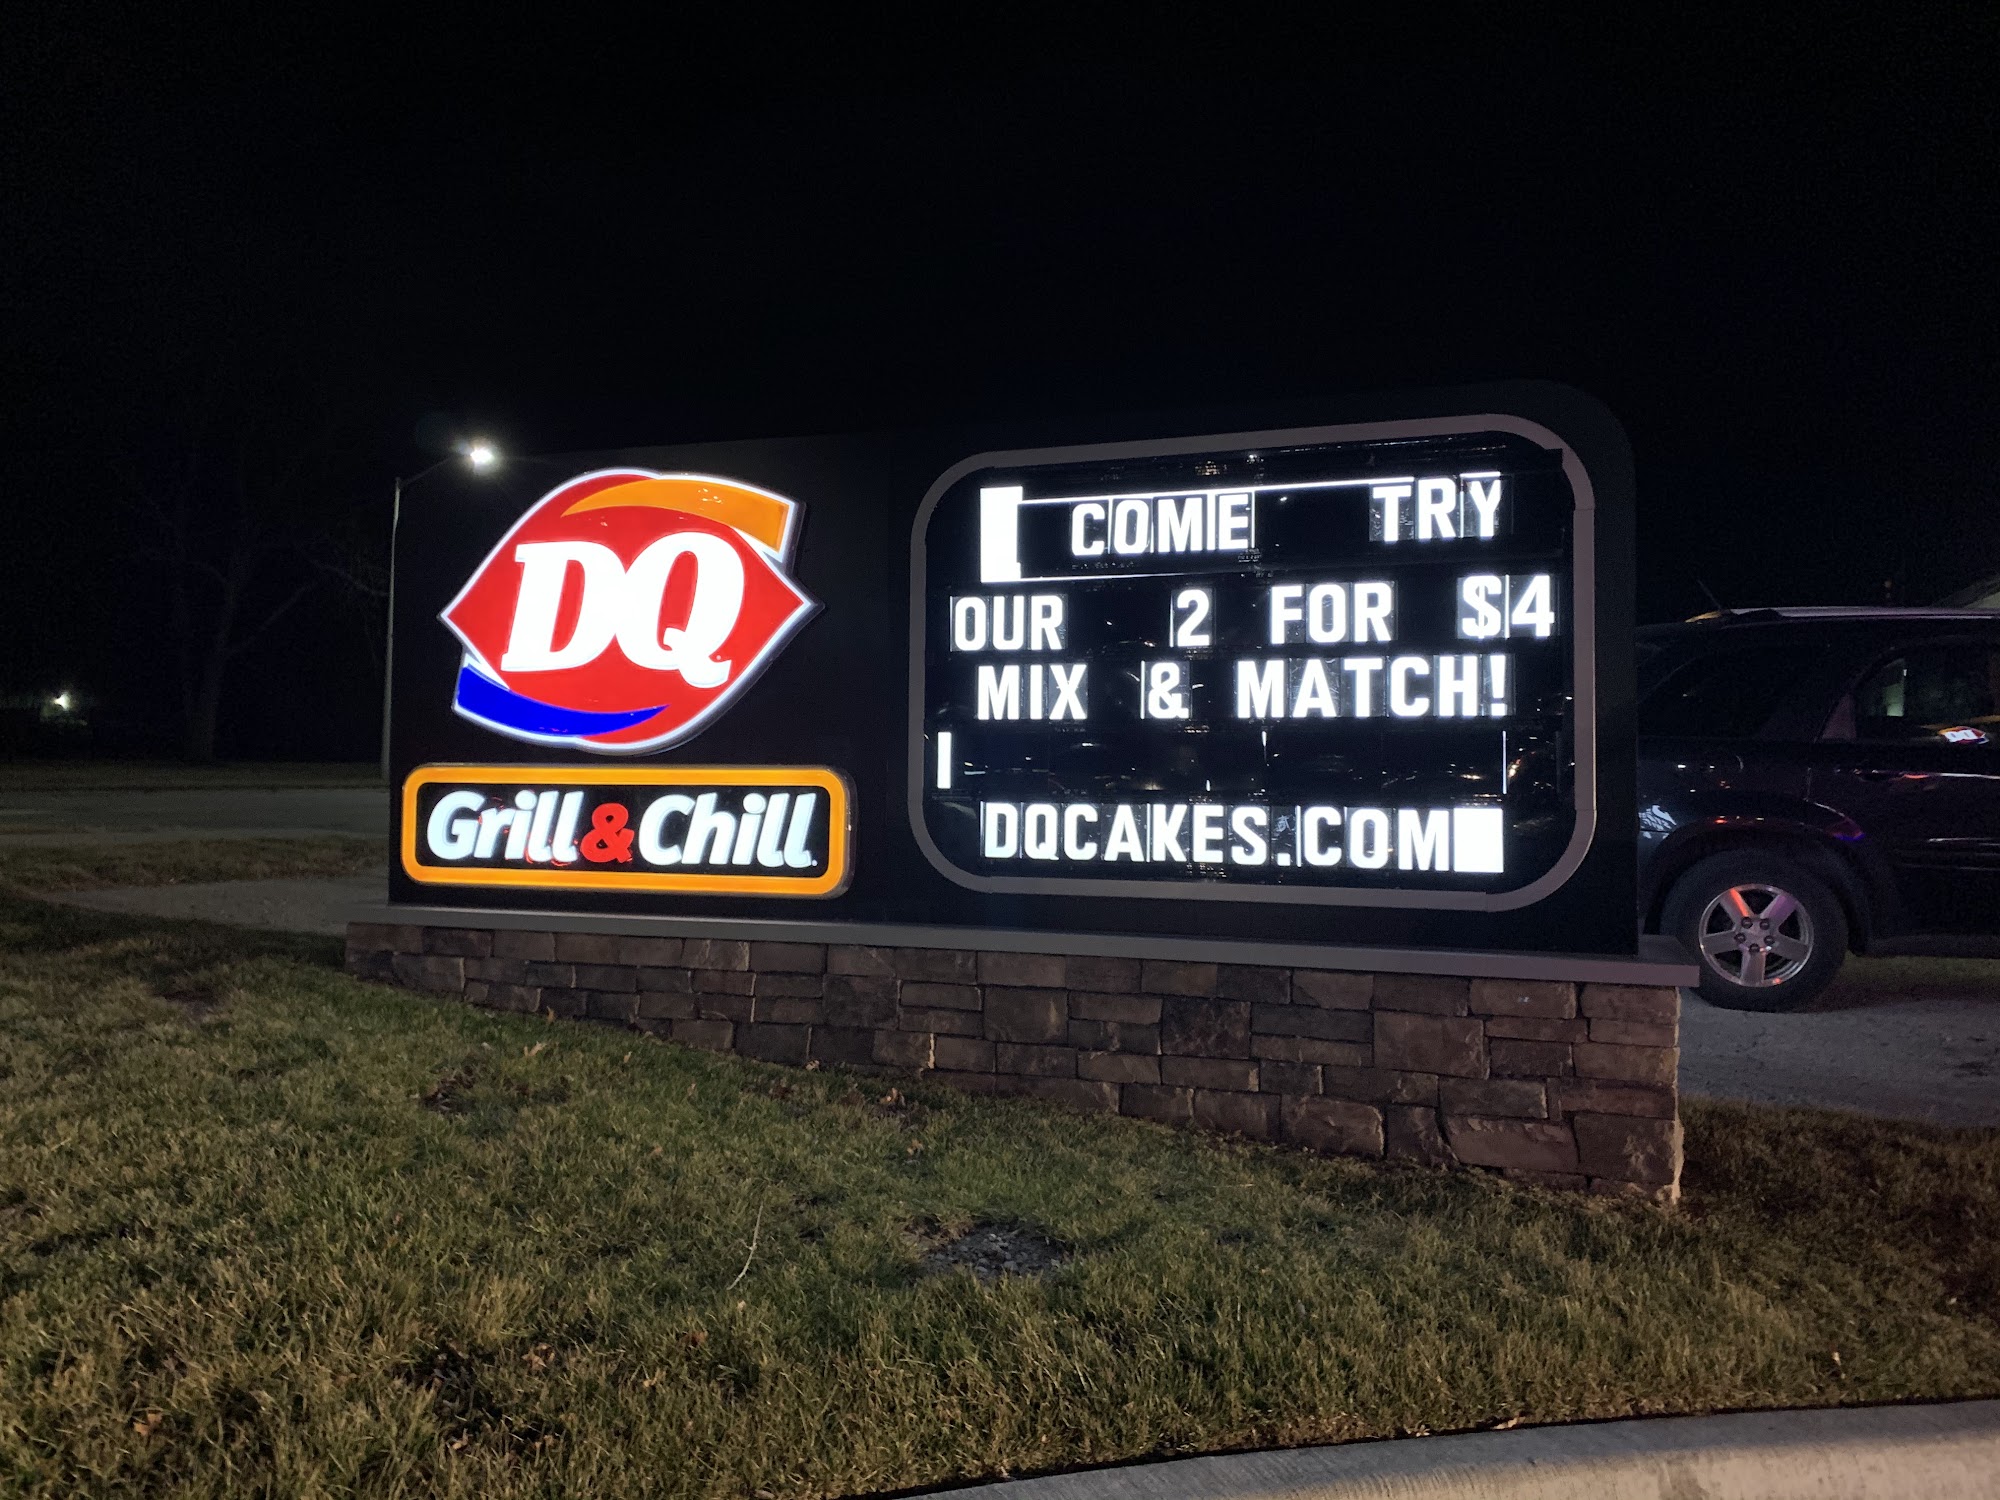 DQ
Grill & Chill
COME TRY
OUR 2 FOR $4
MIX & MATCH!
DQCAKES.COM